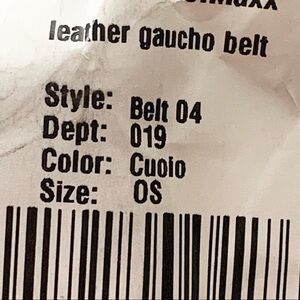 leather gaucho belt
Style: Belt 04
Dept: 019
Color: Cuoio
Size: OS